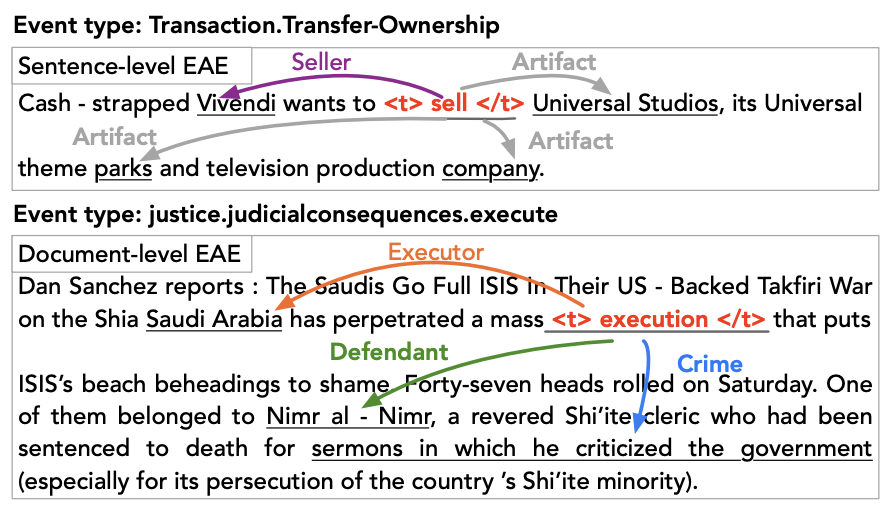 Event type: Transaction.Transfer-Ownership
Sentence-level EAE
Seller
Artifact
Cash - strapped Vivendi wants to <t> sell </t> Universal Studios, its Universal
Artifact
Artifact
theme parks and television production company.
Event type: justice.judicialconsequences.execute
Document-level EAE
Executor
Dan Sanchez reports : The Saudis Go Full ISIS In Their US - Backed Takfiri War
on the Shia Saudi Arabia has perpetrated a mass <t> execution </t> that puts
Defendant
Crime
ISIS’s beach beheadings to shame. Forty-seven heads rolled on Saturday. One
of them belonged to Nimr al - Nimr, a revered Shi’ite cleric who had been
sentenced to death for sermons in which he criticized the government
(especially for its persecution of the country ’s Shi’ite minority).